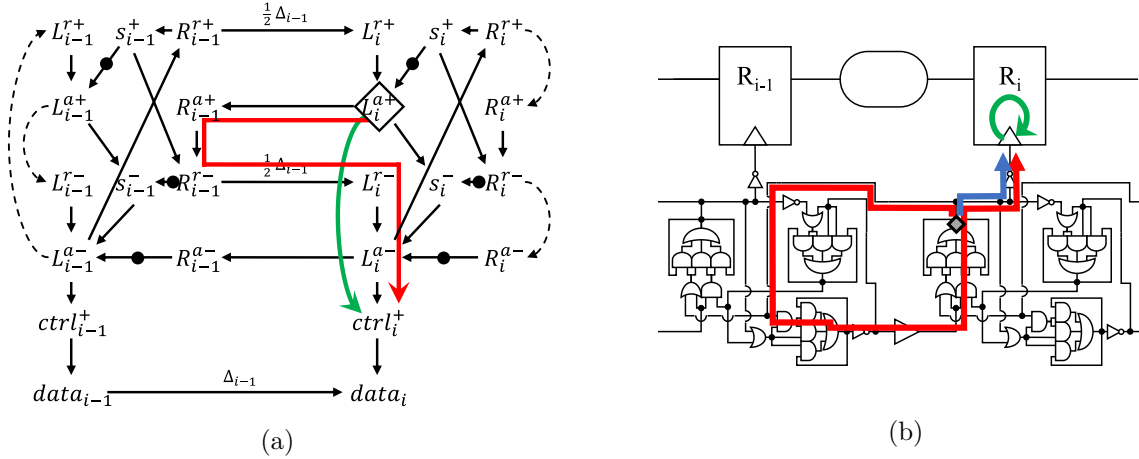 L_{i-1}^{r+} s_{i-1}^{+} R_{i-1}^{r+} \frac{1}{2} Δ_{i-1} L_i^{r+} s_i^{+} R_i^{r+}
L_{i-1}^{a+} R_{i-1}^{a+} L_i^{a+} R_i^{a+}
L_{i-1}^{r-} s_{i-1}^{-} R_{i-1}^{r-} \frac{1}{2} Δ_{i-1} L_i^{r-} s_i^{-} R_i^{r-}
L_{i-1}^{a-} R_{i-1}^{a-} L_i^{a-} R_i^{a-}
ctrl_{i-1}^{+} ctrl_i^{+}
data_{i-1} Δ_{i-1} data_i
(a)
R_{i-1} R_i
(b)